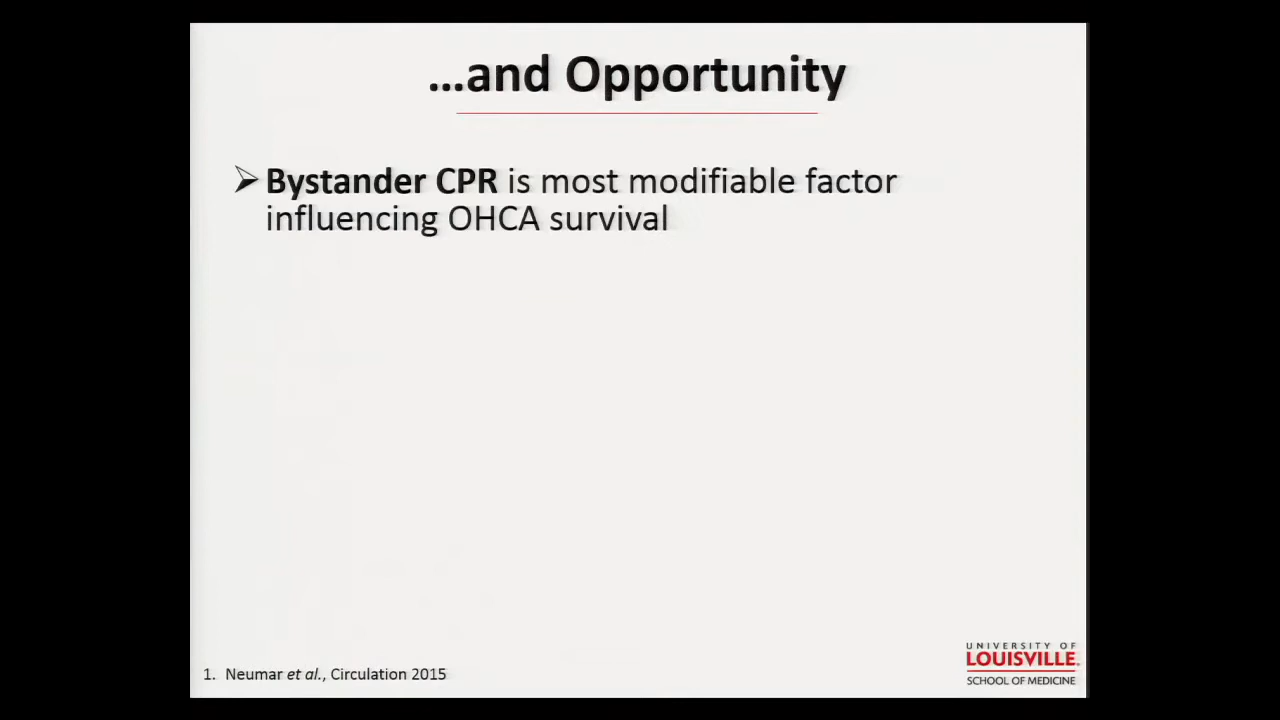 …and Opportunity
➢ Bystander CPR is most modifiable factor
influencing OHCA survival
1. Neumar et al., Circulation 2015
UNIVERSITY OF
LOUISVILLE.
SCHOOL OF MEDICINE